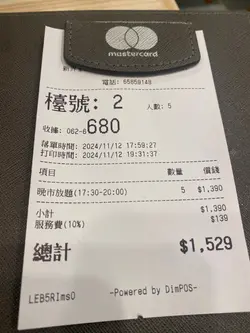 mastercard
電話: 65859148
檯號: 2 人數: 5
收據: 062-6680
落單時間: 2024/11/12 17:59:27
打印時間: 2024/11/12 19:31:37
項目 數量 價錢
晚市放題(17:30-20:00) 5 $1,390
小計 $1,390
服務費(10%) $139
總計 $1,529
LEB5RIms0 -Powered by DimPOS-